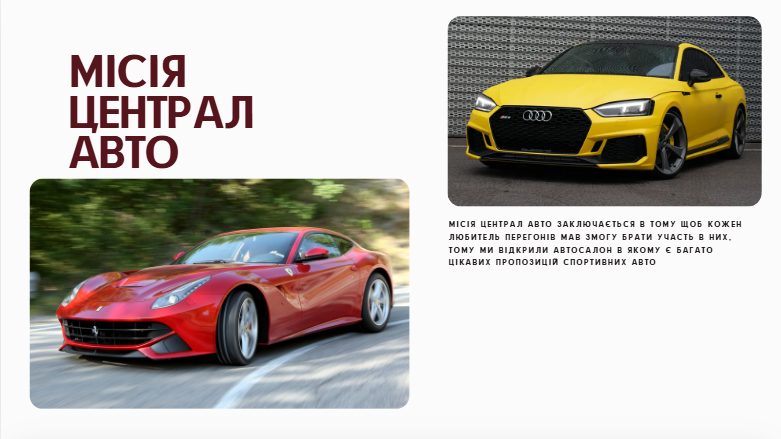 МІСІЯ
ЦЕНТРАЛ
АВТО
МІСІЯ ЦЕНТРАЛ АВТО ЗАКЛЮЧАЄТЬСЯ В ТОМУ ЩОБ КОЖЕН
ЛЮБИТЕЛЬ ПЕРЕГОНІВ МАВ ЗМОГУ БРАТИ УЧАСТЬ В НИХ,
ТОМУ МИ ВІДКРИЛИ АВТОСАЛОН В ЯКОМУ Є БАГАТО
ЦІКАВИХ ПРОПОЗИЦІЙ СПОРТИВНИХ АВТО